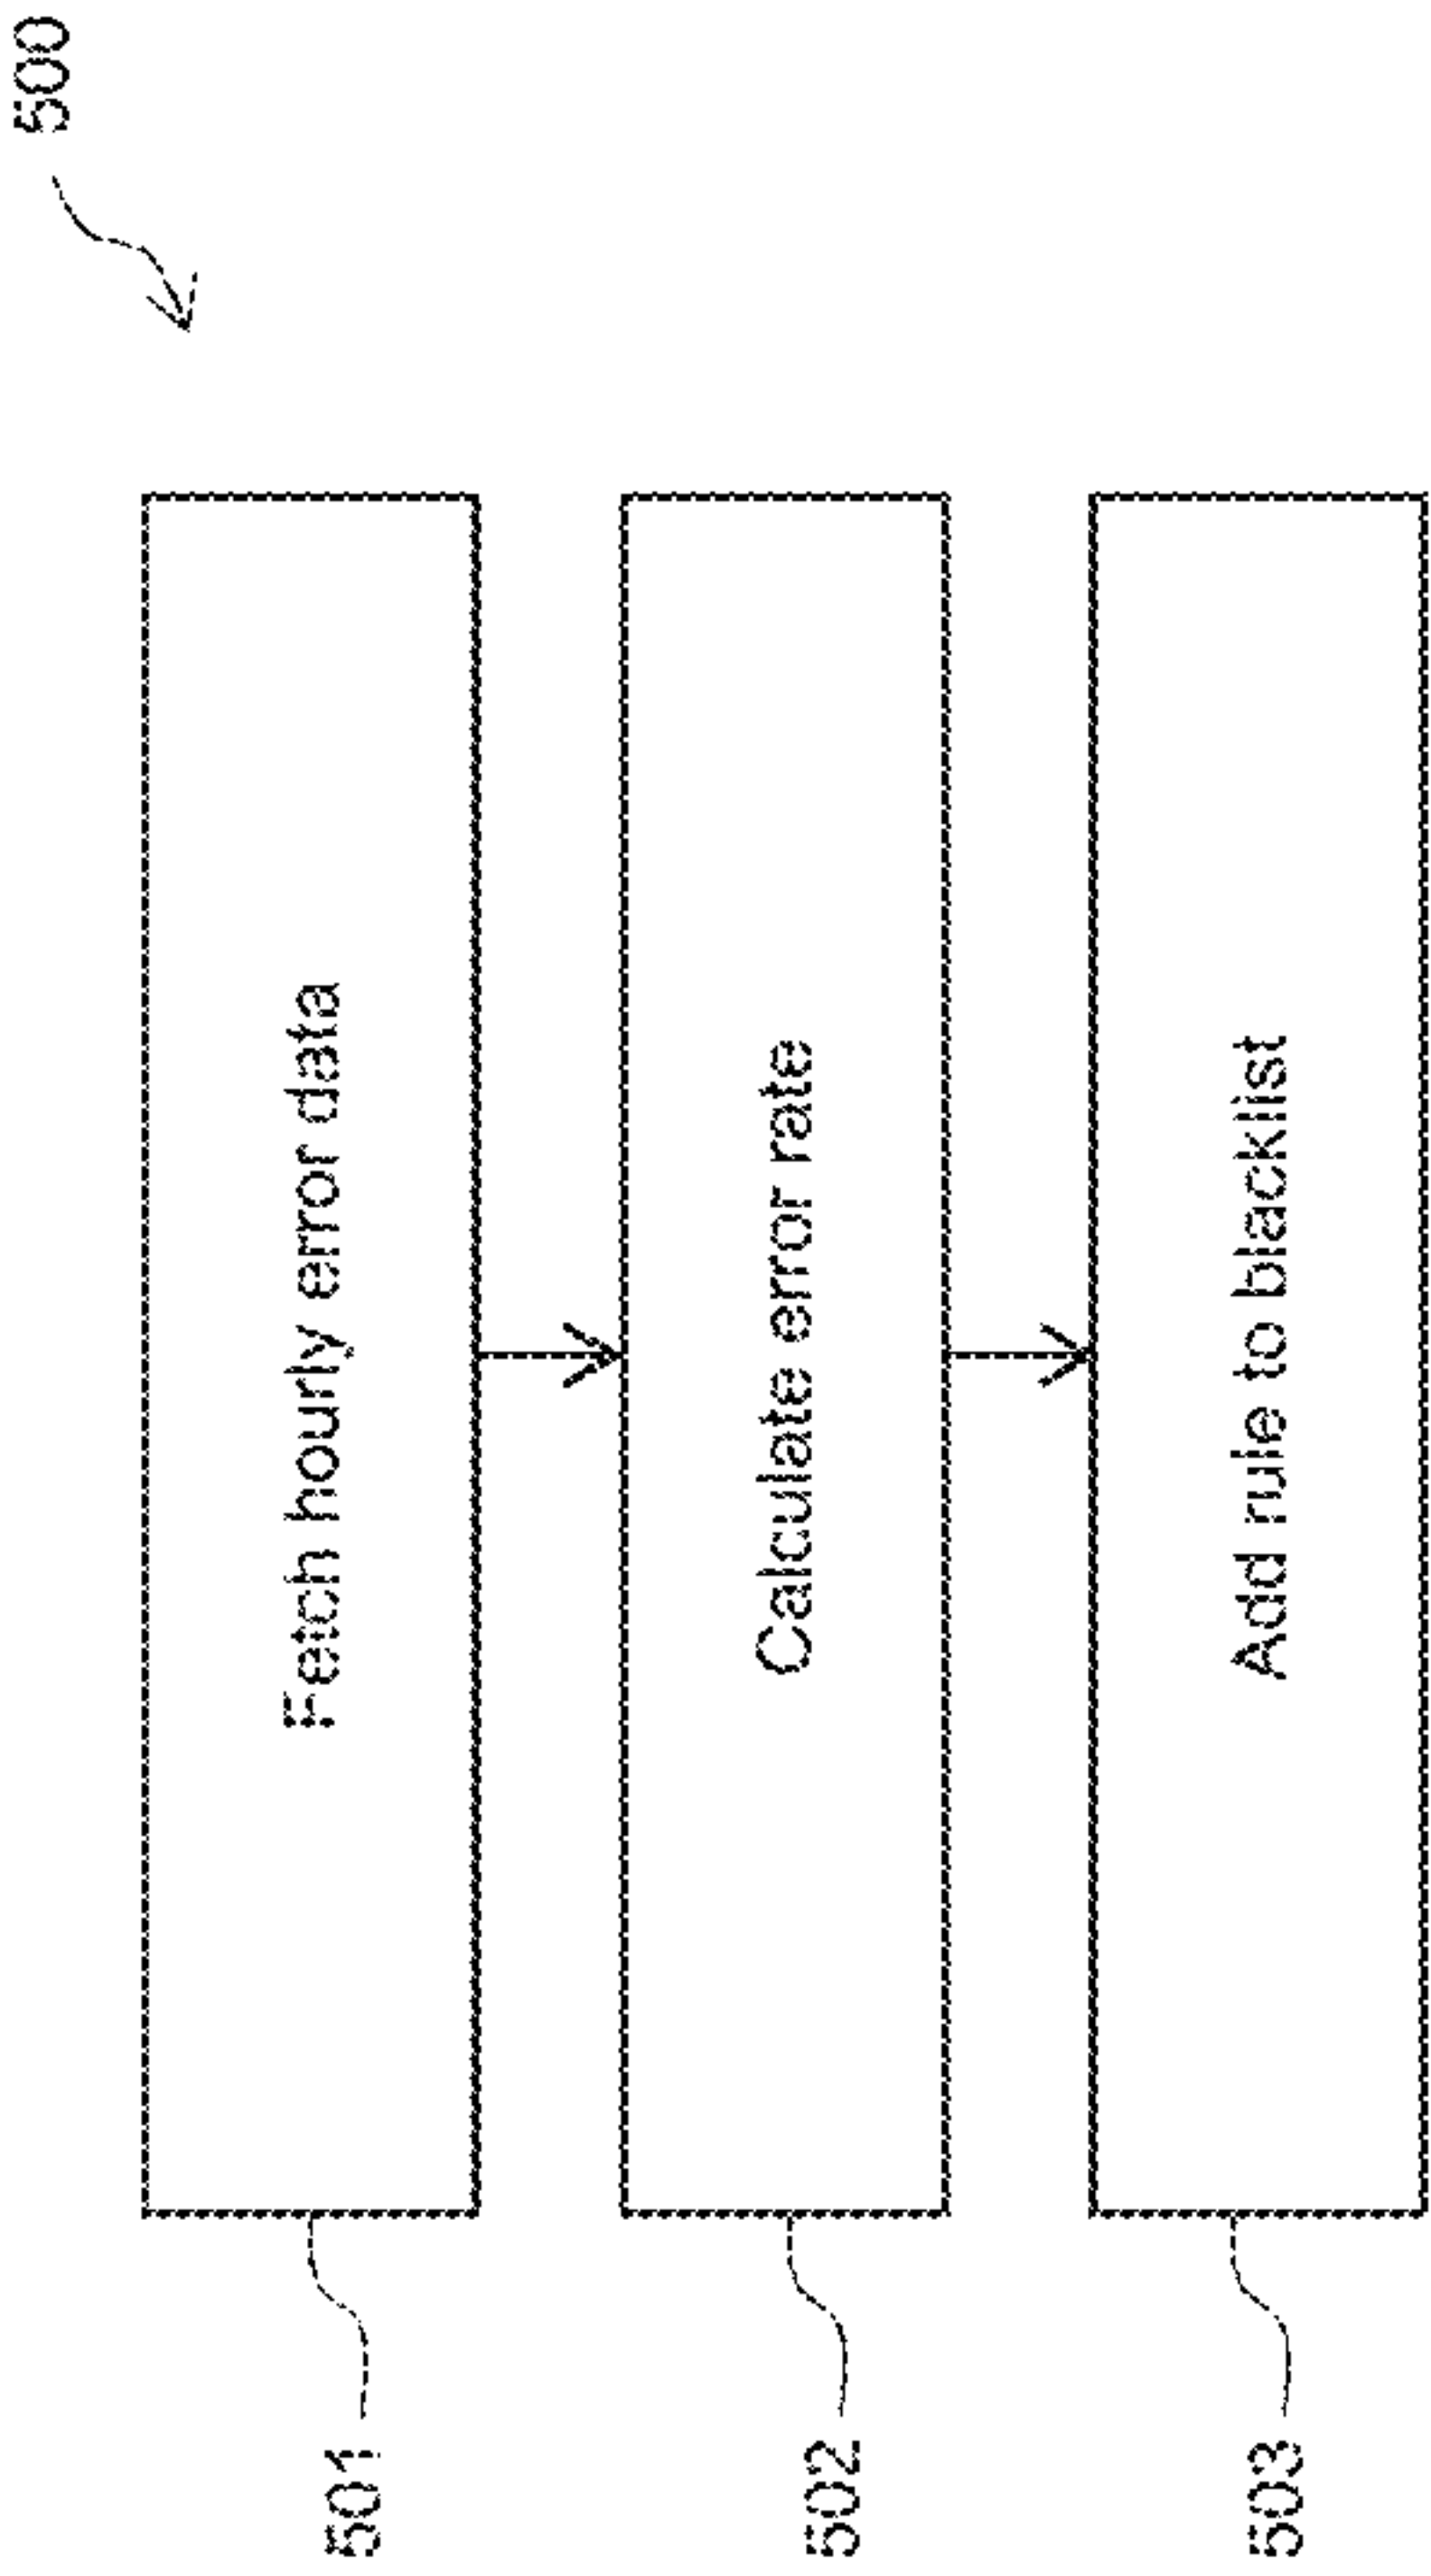 500
501
Fetch hourly error data
502
Calculate error rate
503
Add rule to blacklist